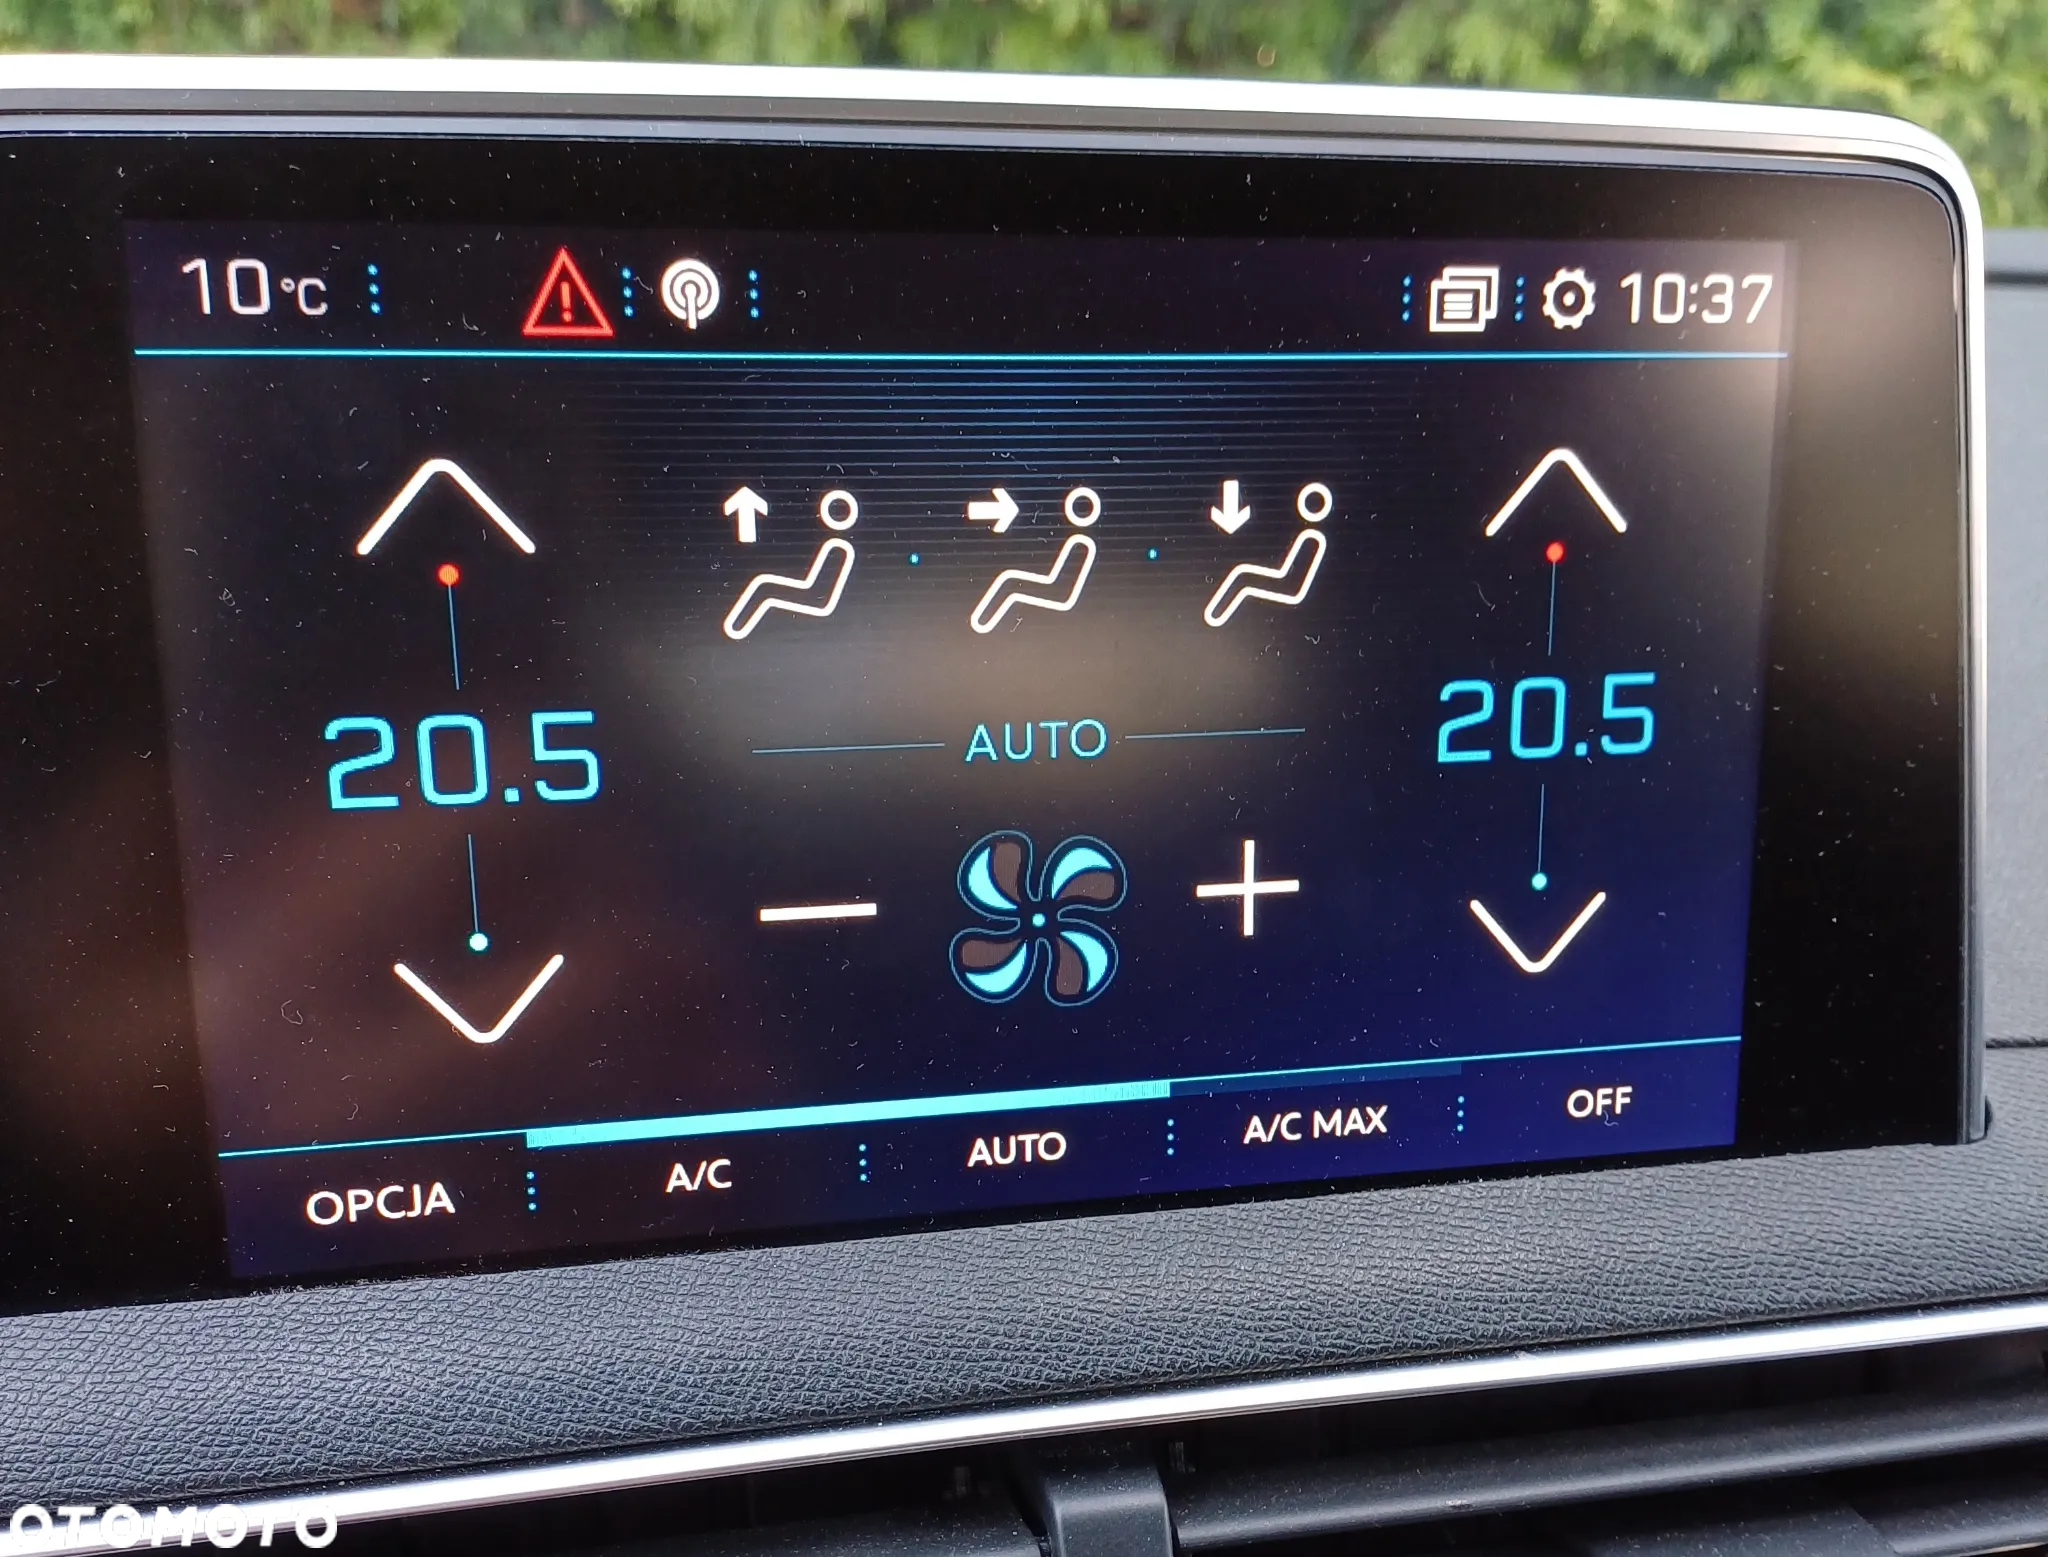 10°C 10:37
20.5 AUTO 20.5
OPCJA A/C AUTO A/C MAX OFF
OTOMOTO